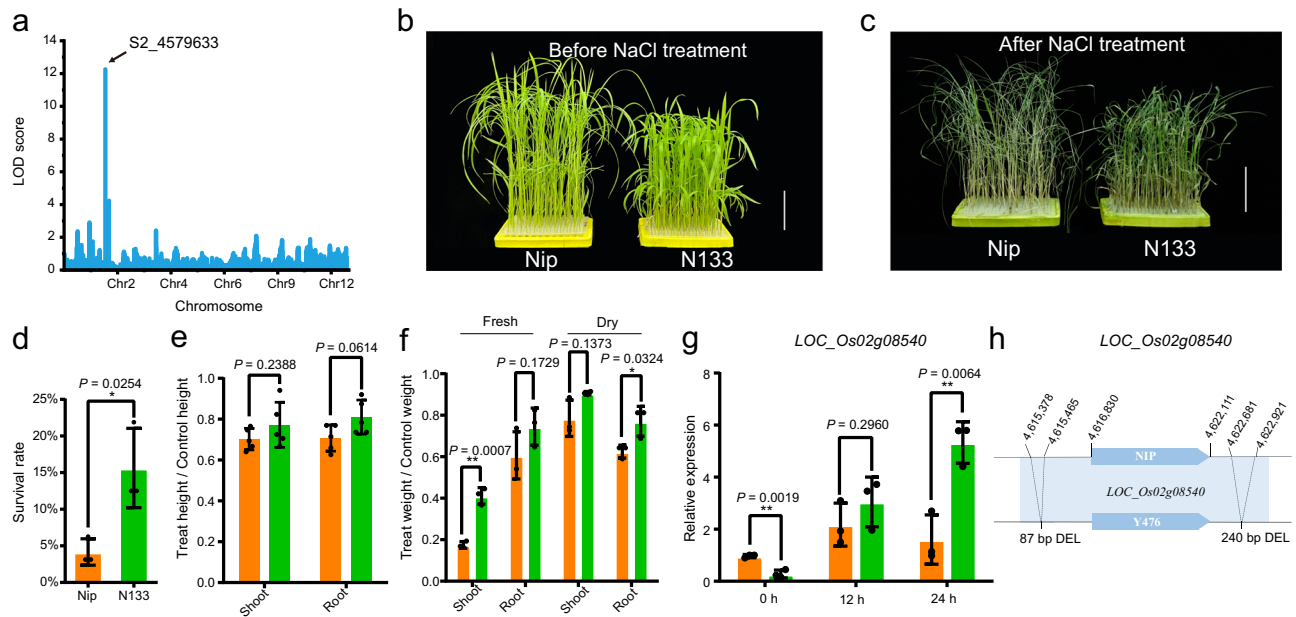 a
S2_4579633
14
12
10
8
6
4
2
0
LOD score
Chr2
Chr4
Chr6
Chr9
Chr12
Chromosome
b
Before NaCl treatment
Nip
N133
c
After NaCl treatment
Nip
N133
d
P = 0.0254
*
25%
20%
15%
10%
5%
0%
Survival rate
Nip
N133
e
P = 0.2388
P = 0.0614
1.0
0.8
0.6
0.4
0.2
0.0
Treat height / Control height
Shoot
Root
f
Fresh
Dry
P = 0.0007
**
P = 0.1729
P = 0.1373
P = 0.0324
*
1.0
0.8
0.6
0.4
0.2
0.0
Treat weight / Control weight
Shoot
Root
Shoot
Root
g
LOC_Os02g08540
P = 0.0019
**
P = 0.2960
P = 0.0064
**
8
6
4
2
0
Relative expression
0 h
12 h
24 h
h
LOC_Os02g08540
4,615,378
4,615,465
4,616,830
4,622,111
4,622,681
4,622,921
NIP
LOC_Os02g08540
Y476
87 bp DEL
240 bp DEL